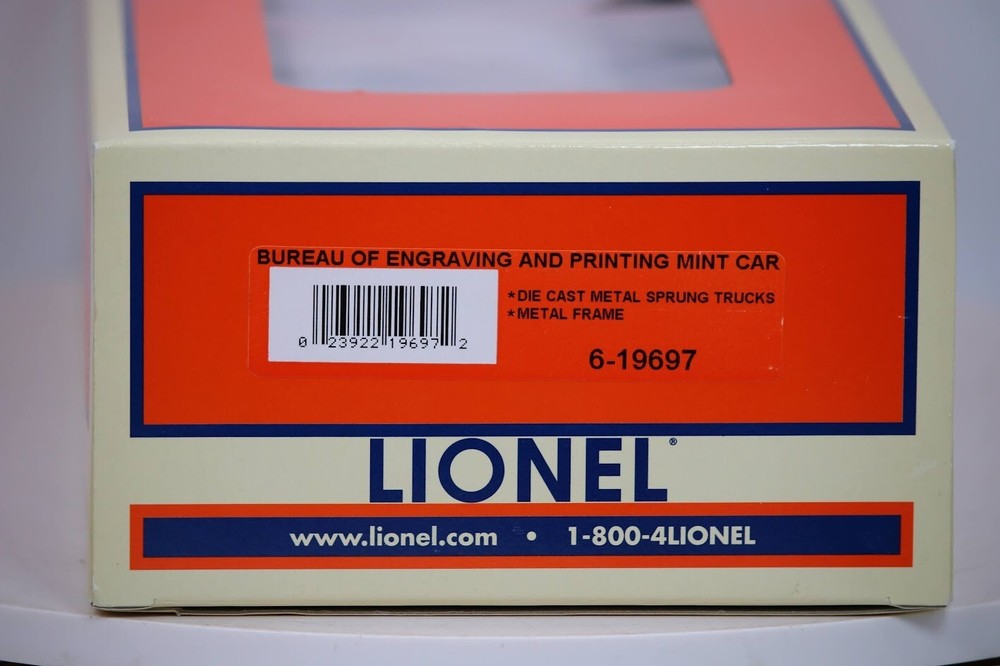 BUREAU OF ENGRAVING AND PRINTING MINT CAR
*DIE CAST METAL SPRUNG TRUCKS
*METAL FRAME
0 23922 19697 2
6-19697
LIONEL®
www.lionel.com • 1-800-4LIONEL